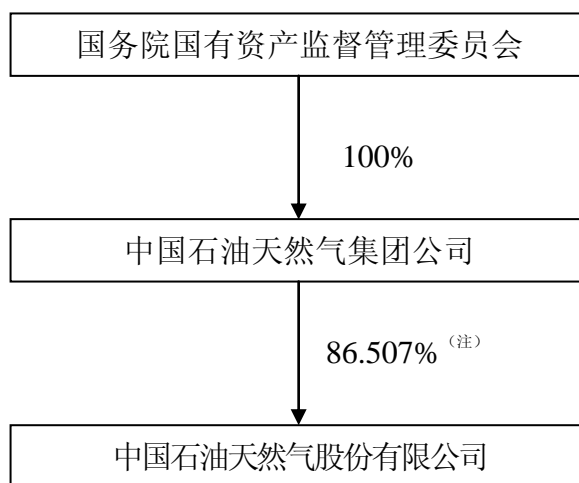 国务院国有资产监督管理委员会
100%
中国石油天然气集团公司
86.507%（注）
中国石油天然气股份有限公司